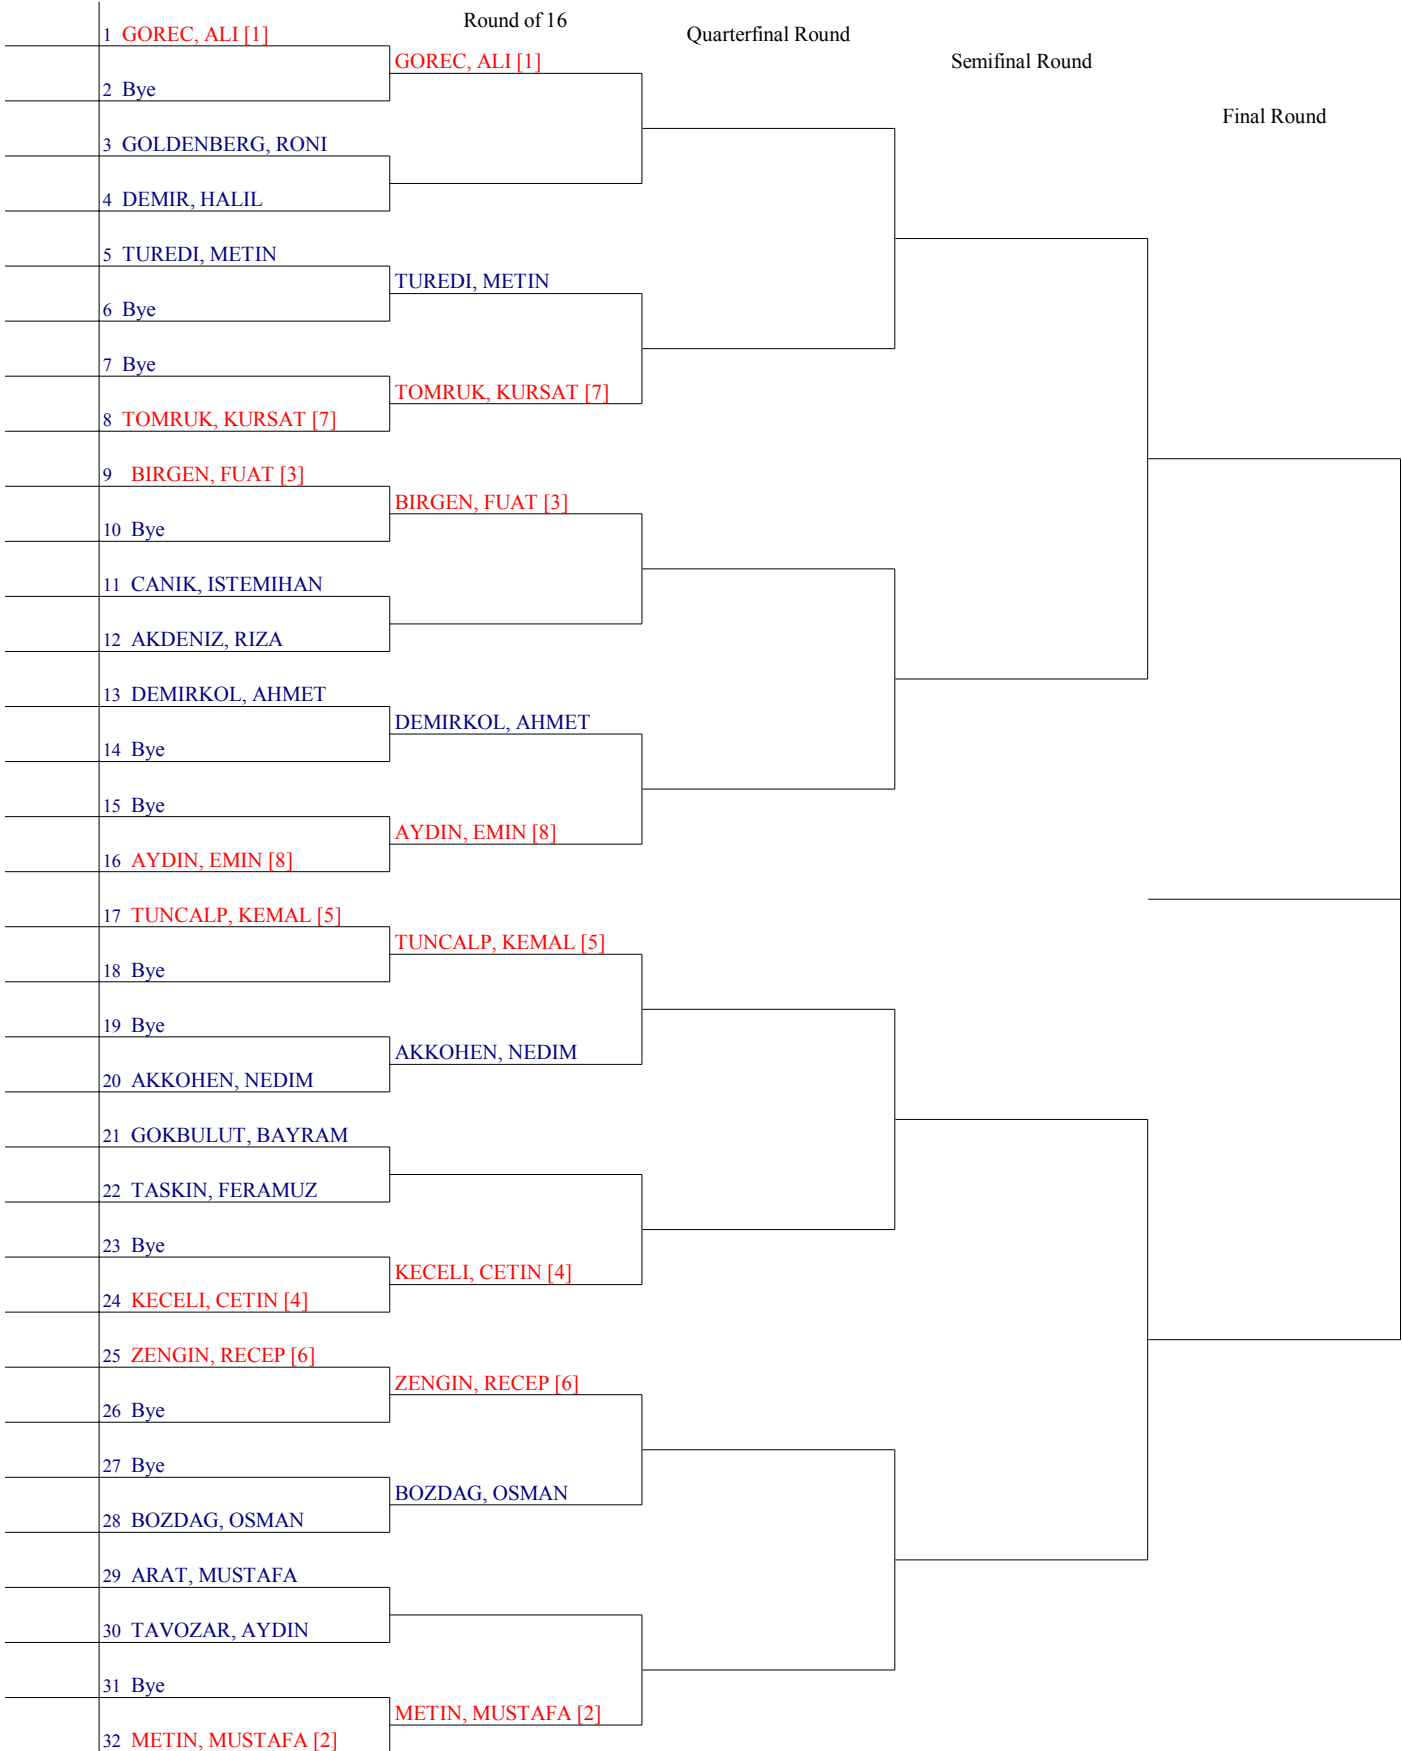 Round of 16
Quarterfinal Round
Semifinal Round
Final Round
1 GOREC, ALI [1]
GOREC, ALI [1]
2 Bye
3 GOLDENBERG, RONI
4 DEMIR, HALIL
5 TUREDI, METIN
TUREDI, METIN
6 Bye
7 Bye
TOMRUK, KURSAT [7]
8 TOMRUK, KURSAT [7]
9 BIRGEN, FUAT [3]
BIRGEN, FUAT [3]
10 Bye
11 CANIK, ISTEMIHAN
12 AKDENIZ, RIZA
13 DEMIRKOL, AHMET
DEMIRKOL, AHMET
14 Bye
15 Bye
AYDIN, EMIN [8]
16 AYDIN, EMIN [8]
17 TUNCALP, KEMAL [5]
TUNCALP, KEMAL [5]
18 Bye
19 Bye
AKKOHEN, NEDIM
20 AKKOHEN, NEDIM
21 GOKBULUT, BAYRAM
22 TASKIN, FERAMUZ
23 Bye
KECELI, CETIN [4]
24 KECELI, CETIN [4]
25 ZENGIN, RECEP [6]
ZENGIN, RECEP [6]
26 Bye
27 Bye
BOZDAG, OSMAN
28 BOZDAG, OSMAN
29 ARAT, MUSTAFA
30 TAVOZAR, AYDIN
31 Bye
METIN, MUSTAFA [2]
32 METIN, MUSTAFA [2]